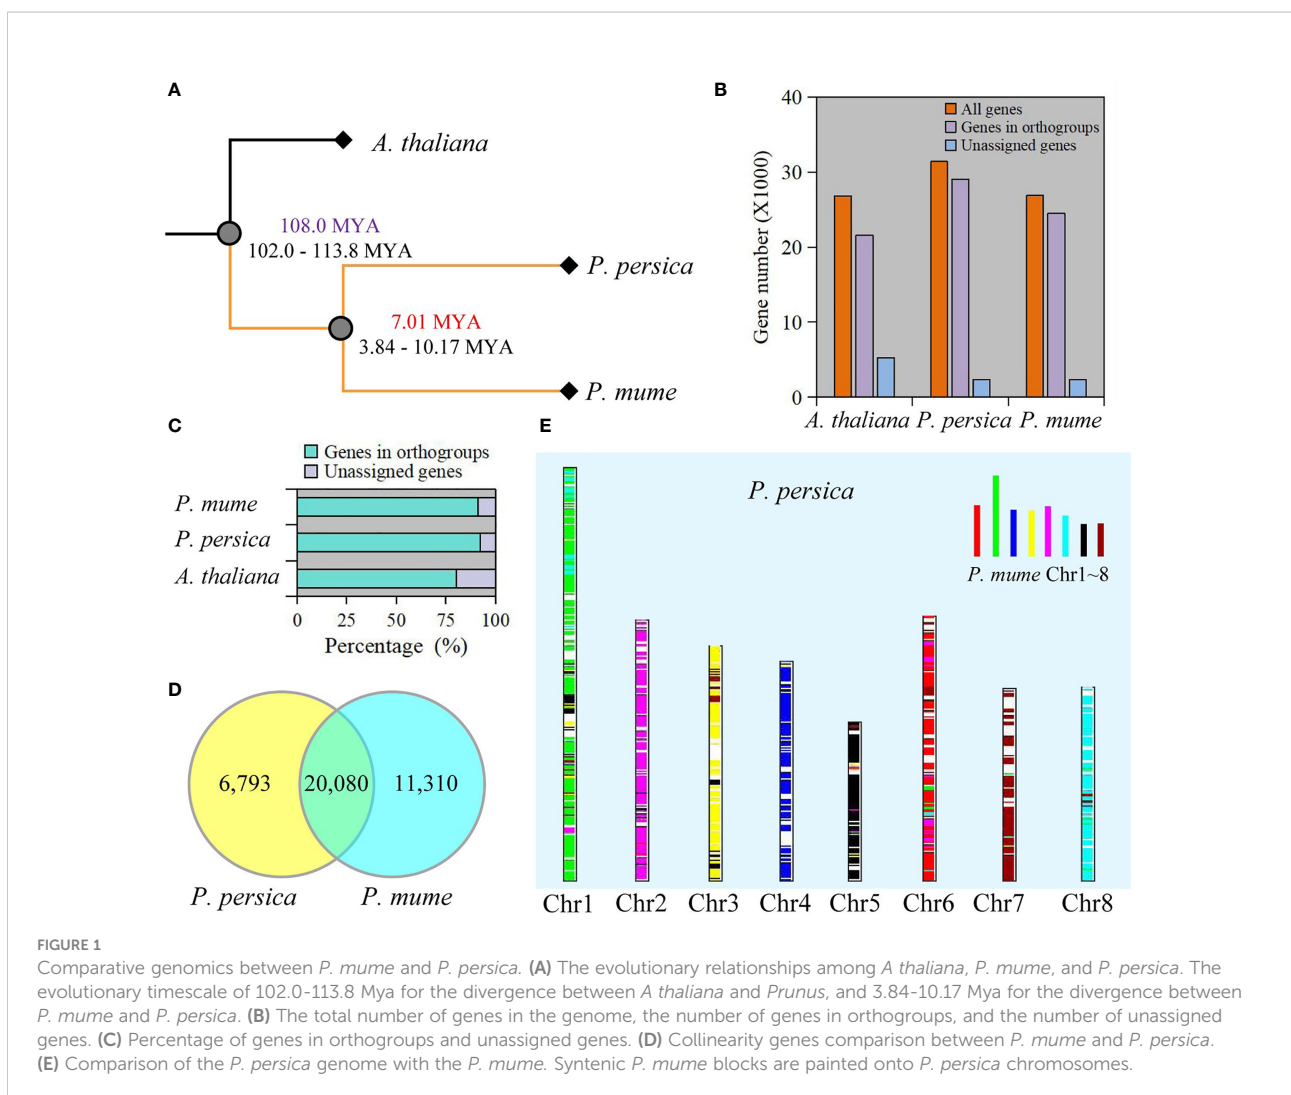 A
A. thaliana
108.0 MYA
102.0 - 113.8 MYA
P. persica
7.01 MYA
3.84 - 10.17 MYA
P. mume
B
40
30
20
10
0
Gene number (X1000)
All genes
Genes in orthogroups
Unassigned genes
A. thaliana P. persica P. mume
C
Genes in orthogroups
Unassigned genes
P. mume
P. persica
A. thaliana
0 25 50 75 100
Percentage (%)
D
6,793 20,080 11,310
P. persica P. mume
E
P. persica
P. mume Chr1~8
Chr1 Chr2 Chr3 Chr4 Chr5 Chr6 Chr7 Chr8
FIGURE 1
Comparative genomics between P. mume and P. persica. (A) The evolutionary relationships among A thaliana, P. mume, and P. persica. The
evolutionary timescale of 102.0-113.8 Mya for the divergence between A thaliana and Prunus, and 3.84-10.17 Mya for the divergence between
P. mume and P. persica. (B) The total number of genes in the genome, the number of genes in orthogroups, and the number of unassigned
genes. (C) Percentage of genes in orthogroups and unassigned genes. (D) Collinearity genes comparison between P. mume and P. persica.
(E) Comparison of the P. persica genome with the P. mume. Syntenic P. mume blocks are painted onto P. persica chromosomes.